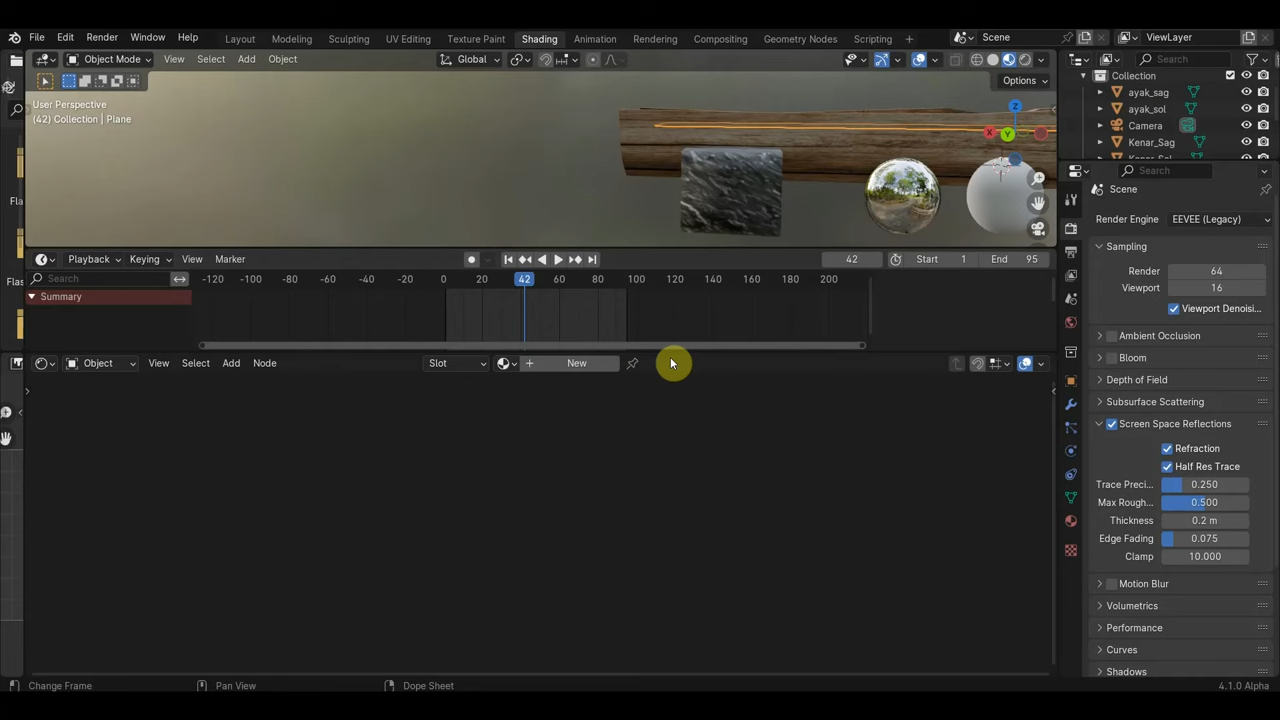 File Edit Render Window Help Layout Modeling Sculpting UV Editing Texture Paint Shading Animation Rendering Compositing Geometry Nodes Scripting + Scene ViewLayer
Object Mode View Select Add Object Global Search
Options Collection
User Perspective
(42) Collection | Plane
ayak_sag
ayak_sol
Camera
Kenar_Sag
Z
X
Y
Search
Scene
Fla
Flas
Render Engine EEVEE (Legacy)
Sampling
Render 64
Viewport 16
Viewport Denoisi...
Ambient Occlusion
Bloom
Depth of Field
Subsurface Scattering
Screen Space Reflections
Refraction
Half Res Trace
Trace Preci... 0.250
Max Rough... 0.500
Thickness 0.2 m
Edge Fading 0.075
Clamp 10.000
Motion Blur
Volumetrics
Performance
Curves
Shadows
Playback Keying View Marker 42 Start 1 End 95
Search -120 -100 -80 -60 -40 -20 0 20 42 60 80 100 120 140 160 180 200
Summary
Object View Select Add Node Slot + New
Change Frame Pan View Dope Sheet 4.1.0 Alpha